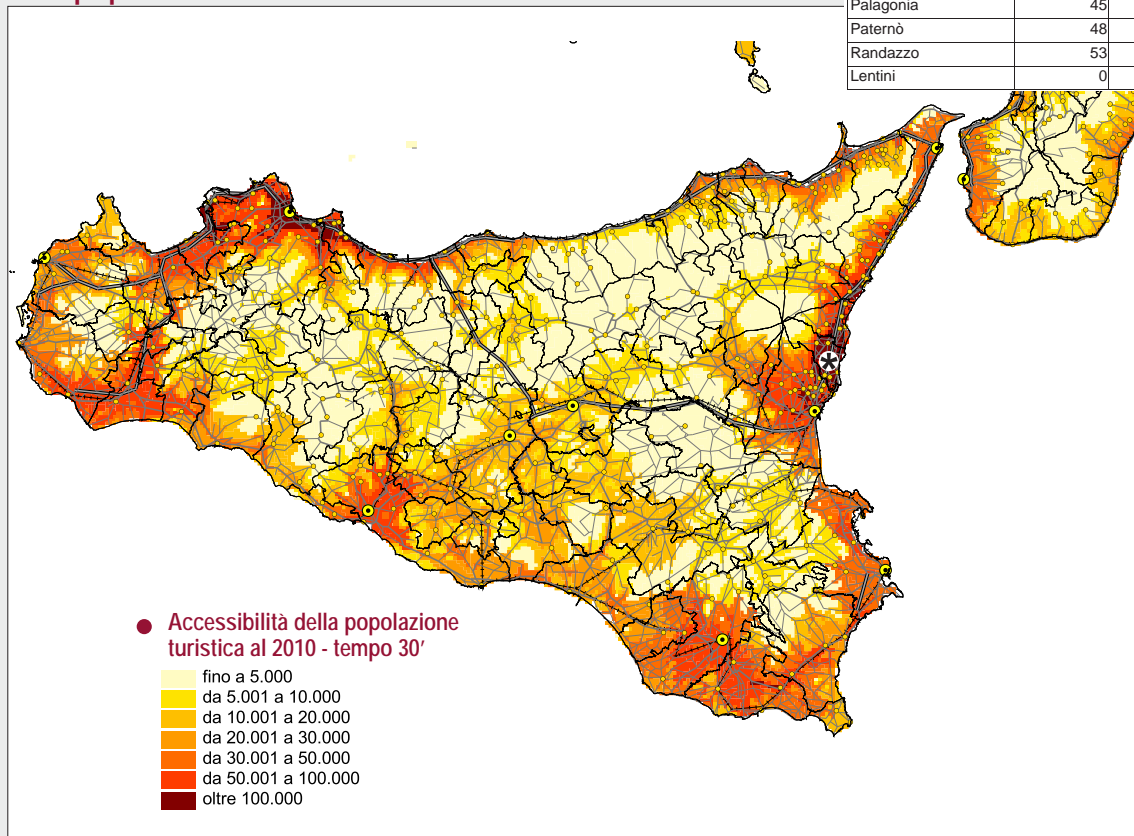 Palagonia 45
Paternò 48
Randazzo 53
Lentini 0
Accessibilità della popolazione
turistica al 2010 - tempo 30'
fino a 5.000
da 5.001 a 10.000
da 10.001 a 20.000
da 20.001 a 30.000
da 30.001 a 50.000
da 50.001 a 100.000
oltre 100.000